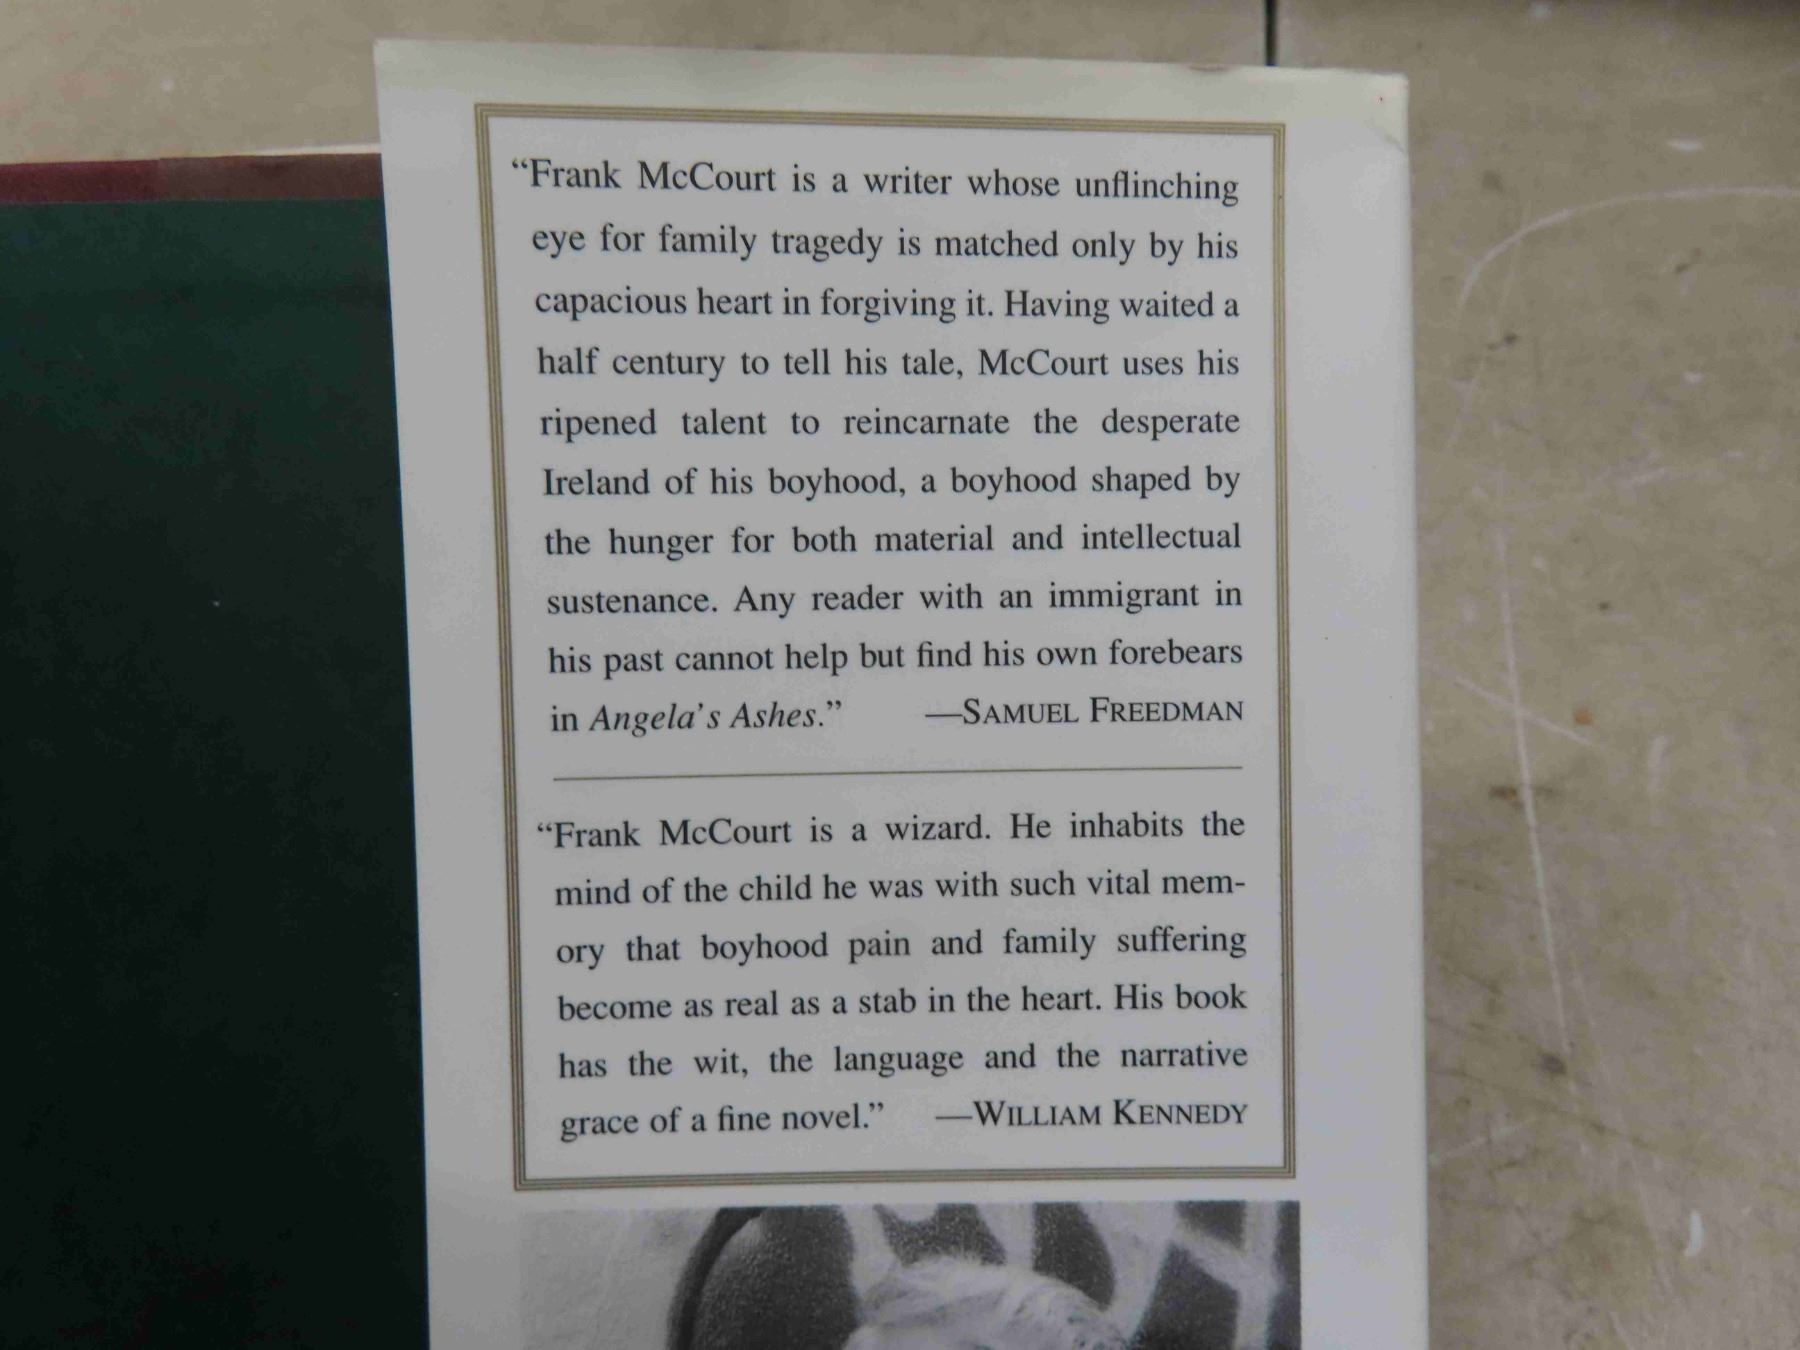 “Frank McCourt is a writer whose unflinching
eye for family tragedy is matched only by his
capacious heart in forgiving it. Having waited a
half century to tell his tale, McCourt uses his
ripened talent to reincarnate the desperate
Ireland of his boyhood, a boyhood shaped by
the hunger for both material and intellectual
sustenance. Any reader with an immigrant in
his past cannot help but find his own forebears
in Angela’s Ashes.” —SAMUEL FREEDMAN
“Frank McCourt is a wizard. He inhabits the
mind of the child he was with such vital mem-
ory that boyhood pain and family suffering
become as real as a stab in the heart. His book
has the wit, the language and the narrative
grace of a fine novel.” —WILLIAM KENNEDY